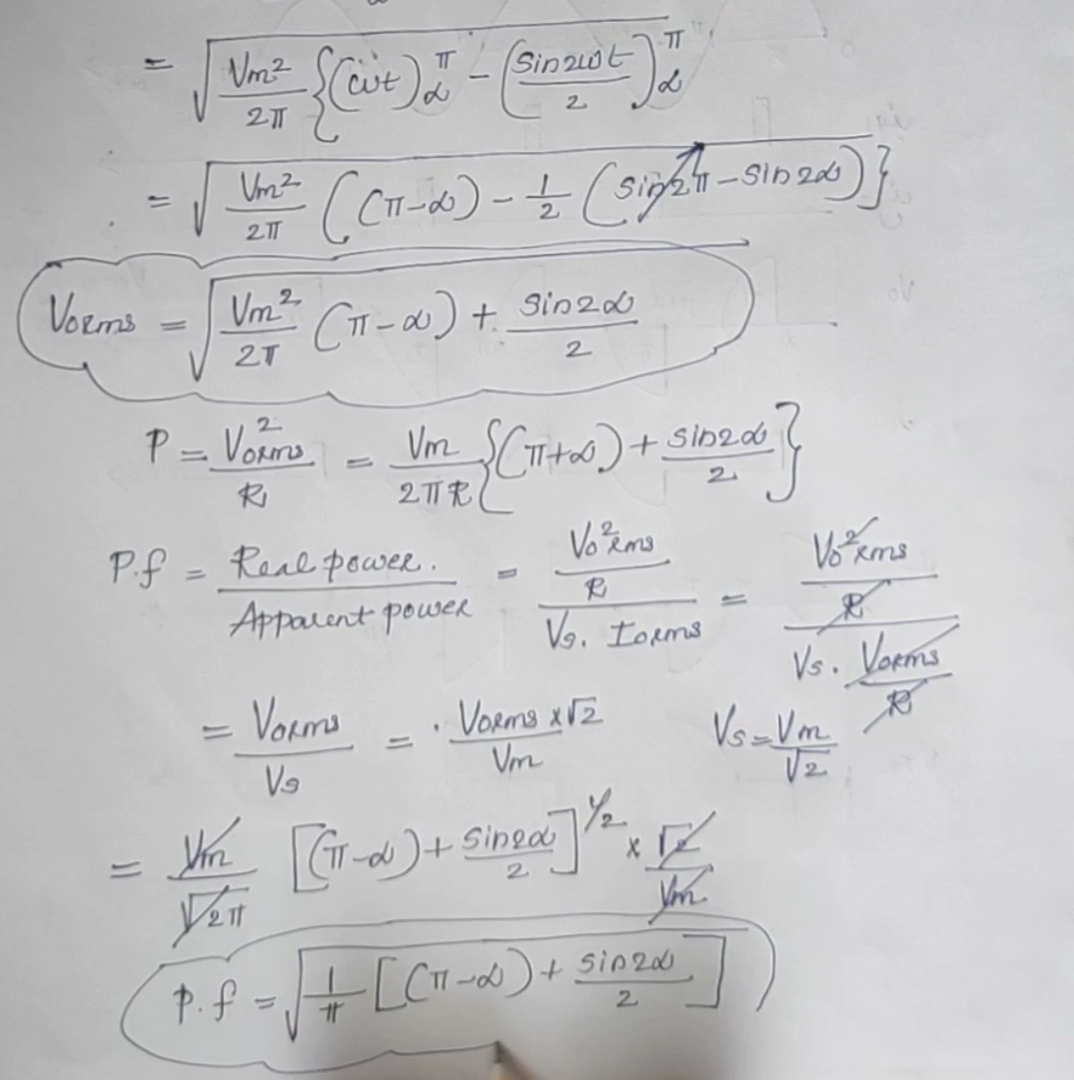 = √(Vm²/2π {(ωt)_α^π − (Sin2ωt/2)_α^π
= √(Vm²/2π ((π−α) − 1/2 (Sin2π − Sin2α)}
Vorms = √(Vm²/2π (π−α) + Sin2α/2
P = Vorms²/R = Vm/2πR {(π+α) + Sin2α/2}
P.f = Real power./Apparent power = (Vo²rms/R)/(Vs. Iorms) = (Vo²rms/R)/(Vs. Vorms/R)
= Vorms/Vs = Vorms x√2/Vm Vs = Vm/√2
= Vm/√2π [(π−α) + Sin2α/2]^1/2 x √2/Vm
P.f = √(1/π [(π−α) + Sin2α/2]